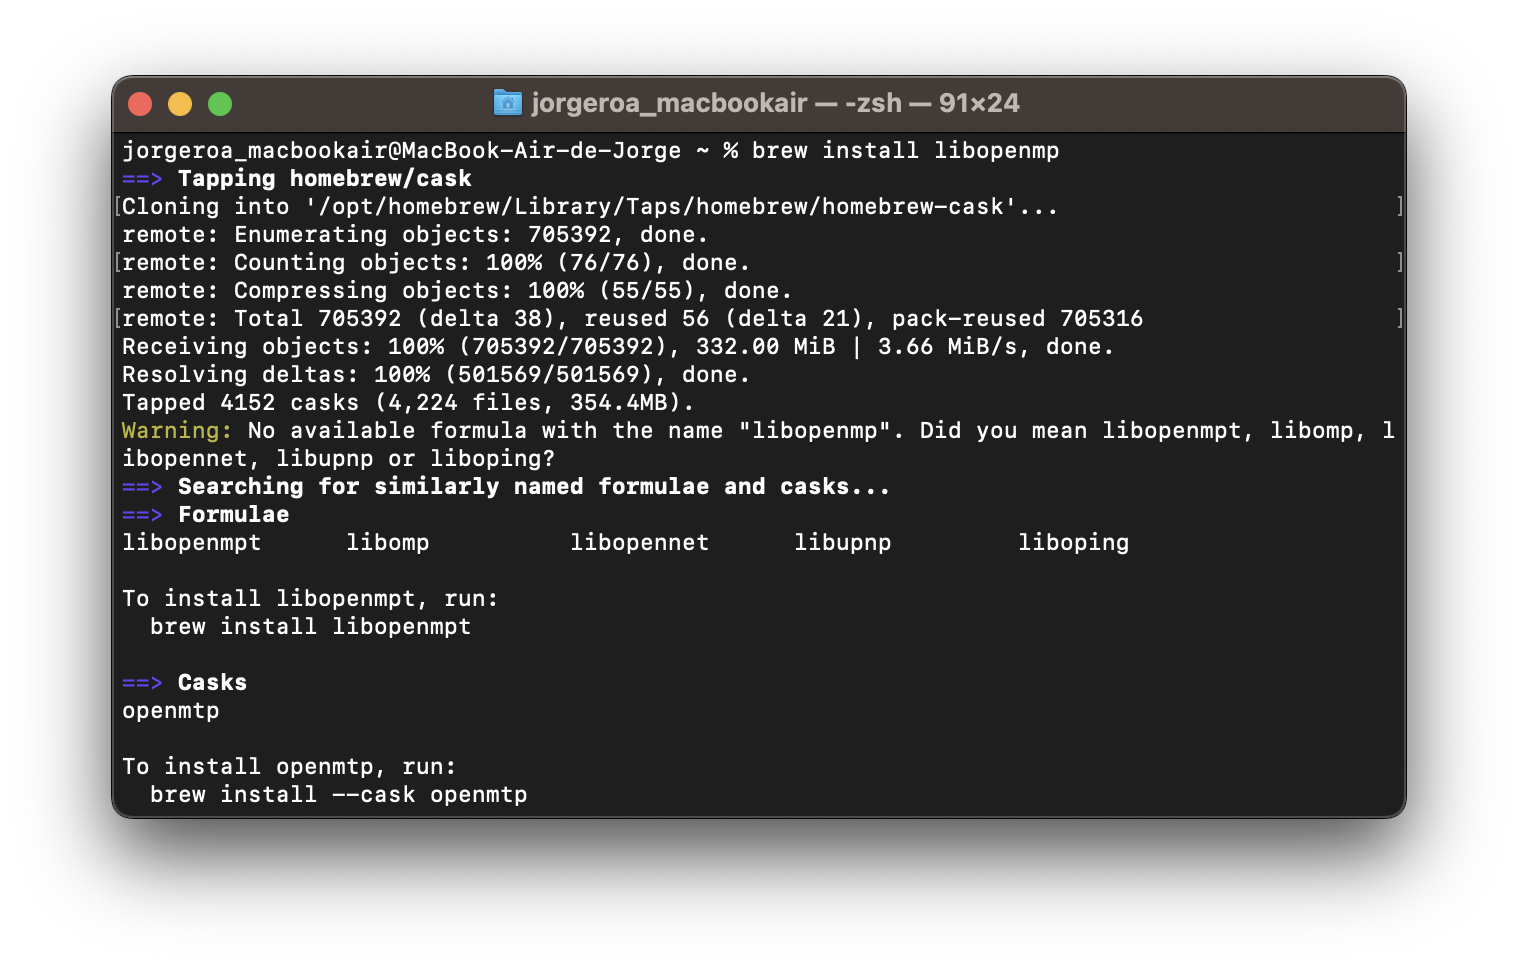 jorgeroa_macbookair — -zsh — 91×24
jorgeroa_macbookair@MacBook-Air-de-Jorge ~ % brew install libopenmp
==> Tapping homebrew/cask
[Cloning into '/opt/homebrew/Library/Taps/homebrew/homebrew-cask'... ]
remote: Enumerating objects: 705392, done.
[remote: Counting objects: 100% (76/76), done. ]
remote: Compressing objects: 100% (55/55), done.
[remote: Total 705392 (delta 38), reused 56 (delta 21), pack-reused 705316 ]
Receiving objects: 100% (705392/705392), 332.00 MiB | 3.66 MiB/s, done.
Resolving deltas: 100% (501569/501569), done.
Tapped 4152 casks (4,224 files, 354.4MB).
Warning: No available formula with the name "libopenmp". Did you mean libopenmpt, libomp, l
ibopennet, libupnp or liboping?
==> Searching for similarly named formulae and casks...
==> Formulae
libopenmpt libomp libopennet libupnp liboping
To install libopenmpt, run:
brew install libopenmpt
==> Casks
openmtp
To install openmtp, run:
brew install --cask openmtp